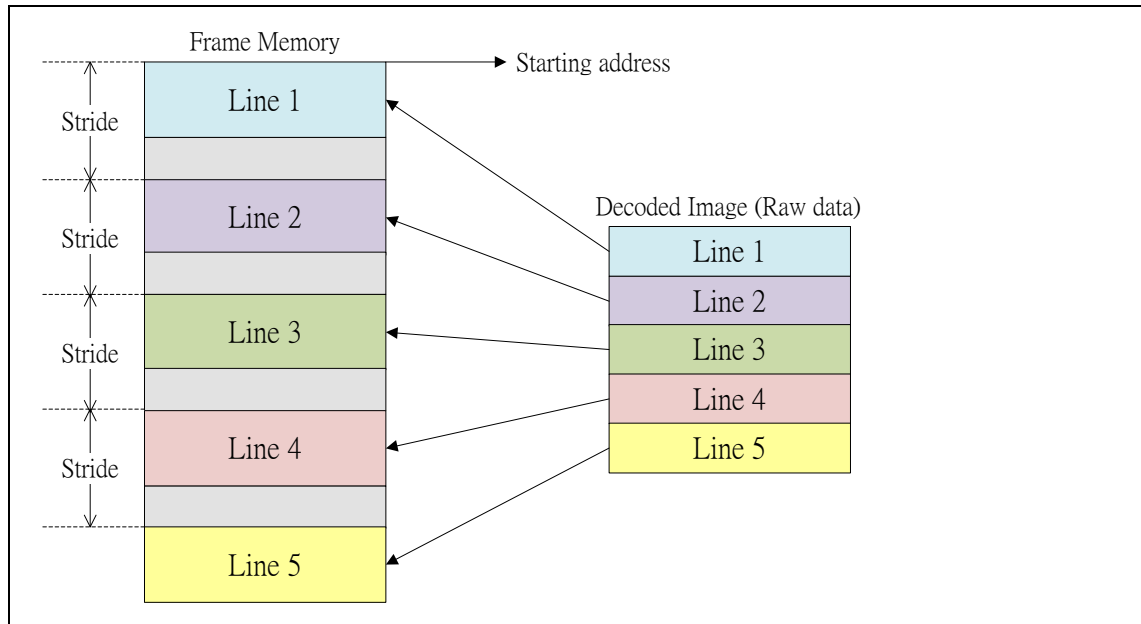 Frame Memory
Starting address
Line 1
Stride
Line 2
Stride
Line 3
Stride
Line 4
Stride
Line 5
Decoded Image (Raw data)
Line 1
Line 2
Line 3
Line 4
Line 5